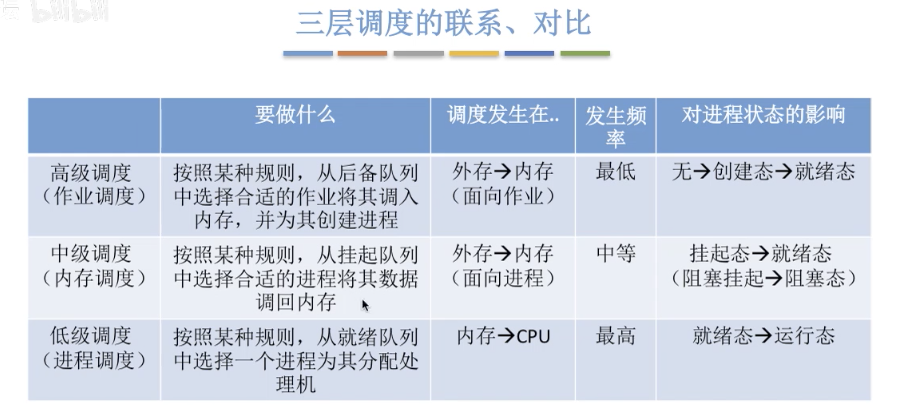 bilibili
三层调度的联系、对比
要做什么
调度发生在..
发生频
率
对进程状态的影响
高级调度
（作业调度）
按照某种规则，从后备队列
中选择合适的作业将其调入
内存，并为其创建进程
外存→内存
（面向作业）
最低
无→创建态→就绪态
中级调度
（内存调度）
按照某种规则，从挂起队列
中选择合适的进程将其数据
调回内存
外存→内存
（面向进程）
中等
挂起态→就绪态
（阻塞挂起→阻塞态）
低级调度
（进程调度）
按照某种规则，从就绪队列
中选择一个进程为其分配处
理机
内存→CPU
最高
就绪态→运行态